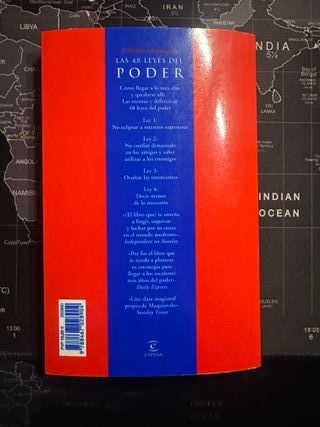 Edición abreviada
LAS 48 LEYES DEL
PODER
Cómo llegar a lo más alto
y quedarse allí...
Las eternas y definitivas
48 leyes del poder
Ley 1:
No eclipsar a nuestros superiores
Ley 2:
No confiar demasiado
en los amigos y saber
utilizar a los enemigos
Ley 3:
Ocultar las intenciones
Ley 4:
Decir menos
de lo necesario
«[El libro que] te enseña
a fingir, esquivar
y luchar por tu causa
en el mundo moderno».
Independent on Sunday
«Por fin el libro que
te ayuda a plantear
tu estrategia para
llegar a los escalones
más altos del poder».
Daily Express
«Una clase magistral
propia de Maquiavelo».
Sunday Times
ESPASA
INDIAN
OCEAN
CapeTown